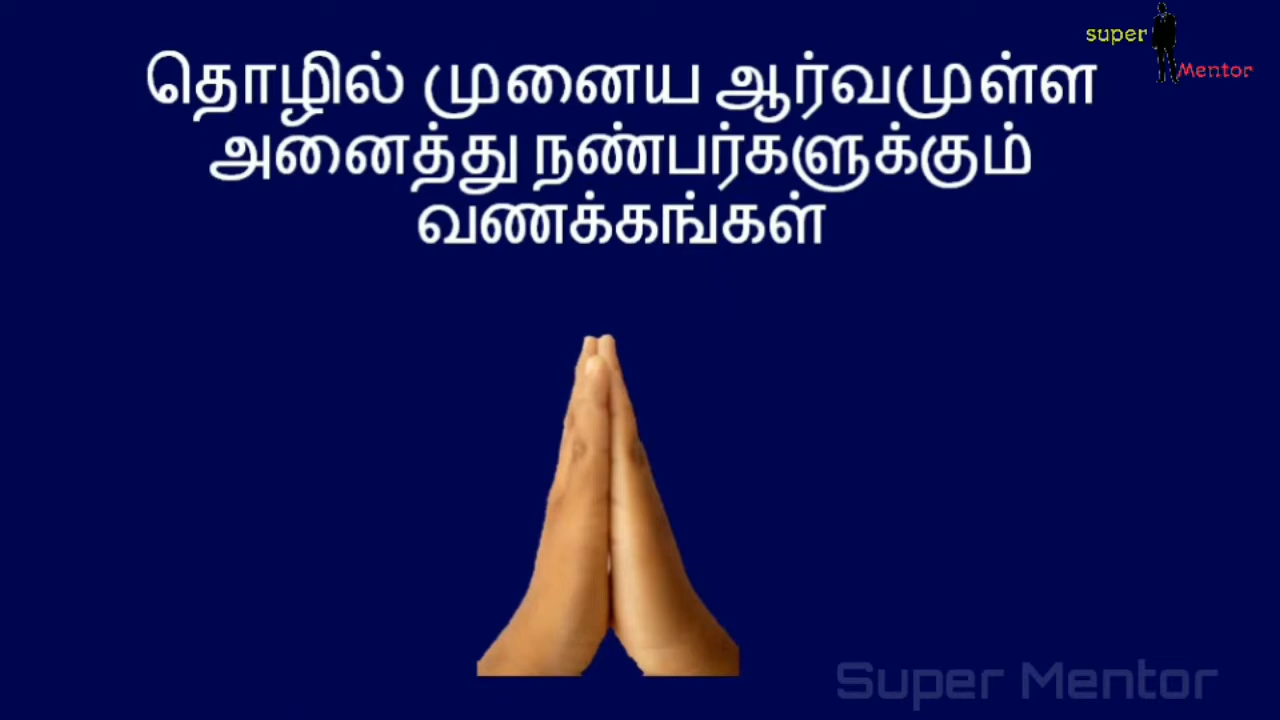 super
Mentor
தொழில் முனைய ஆர்வமுள்ள
அனைத்து நண்பர்களுக்கும்
வணக்கங்கள்
Super Mentor